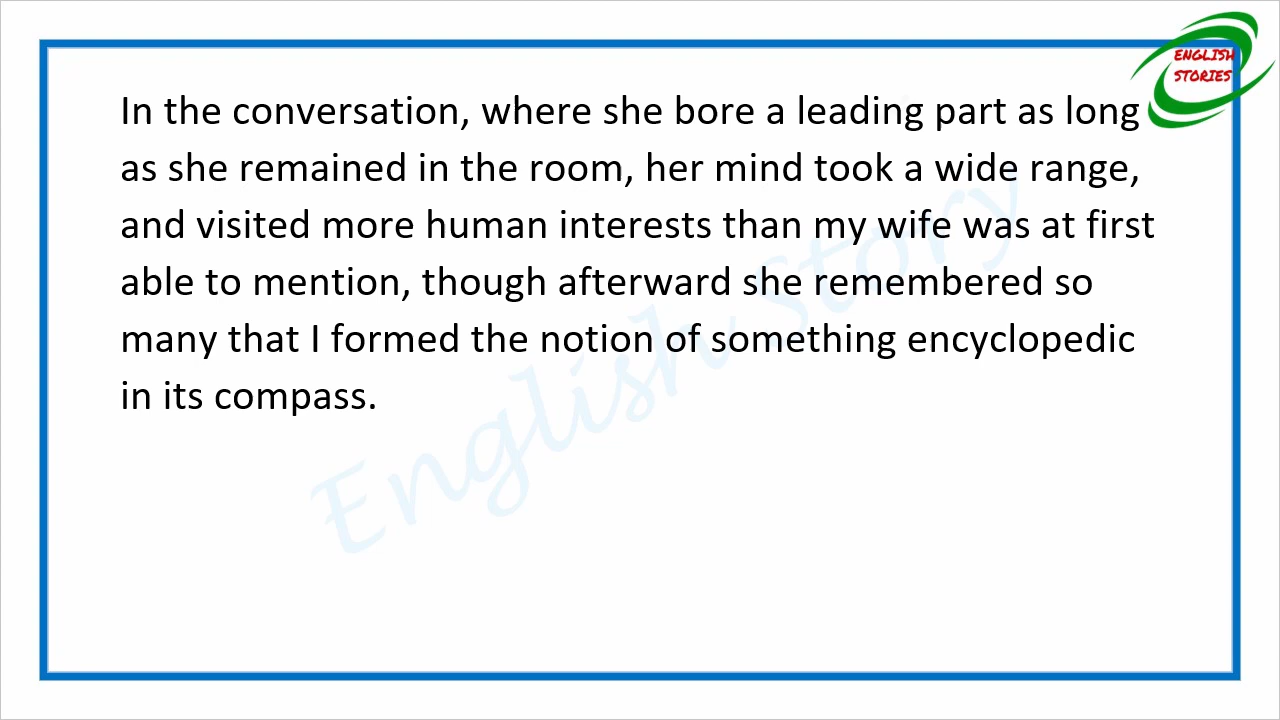 ENGLISH
STORIES
In the conversation, where she bore a leading part as long
as she remained in the room, her mind took a wide range,
and visited more human interests than my wife was at first
able to mention, though afterward she remembered so
many that I formed the notion of something encyclopedic
in its compass.
English Story